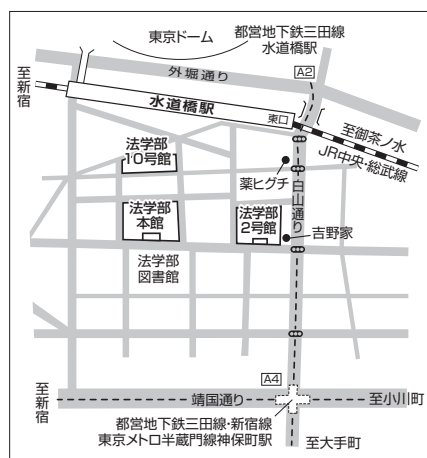 東京ドーム
都営地下鉄三田線
水道橋駅
A2
外堀通り
至新宿
水道橋駅
東口
至御茶ノ水
JR中央・総武線
法学部
10号館
薬ヒグチ
白山通り
法学部
本館
法学部
2号館
吉野家
法学部
図書館
A4
至新宿
靖国通り
至小川町
都営地下鉄三田線・新宿線
東京メトロ半蔵門線神保町駅
至大手町